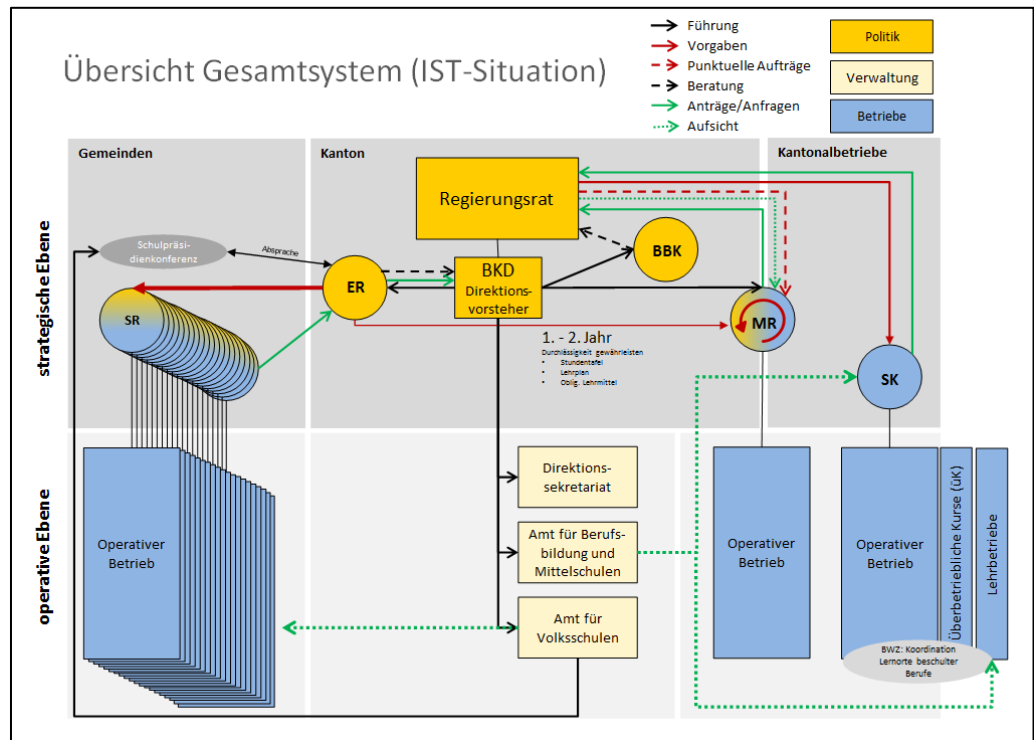 Übersicht Gesamtsystem (IST-Situation)
Führung
Vorgaben
Punktuelle Aufträge
Beratung
Anträge/Anfragen
Aufsicht
Politik
Verwaltung
Betriebe
Gemeinden
Kanton
Kantonalbetriebe
strategische Ebene
operative Ebene
Regierungsrat
Schulpräsi-
dienkonferenz
Absprache
ER
BKD
Direktions-
vorsteher
BBK
SR
MR
SK
1. - 2. Jahr
Durchlässigkeit gewährleisten
• Stundentafel
• Lehrplan
• Oblig. Lehrmittel
Operativer
Betrieb
Direktions-
sekretariat
Amt für Berufs-
bildung und
Mittelschulen
Amt für
Volksschulen
Operativer
Betrieb
Operativer
Betrieb
Überbetriebliche Kurse (üK)
Lehrbetriebe
BWZ: Koordination
Lernorte beschulter
Berufe